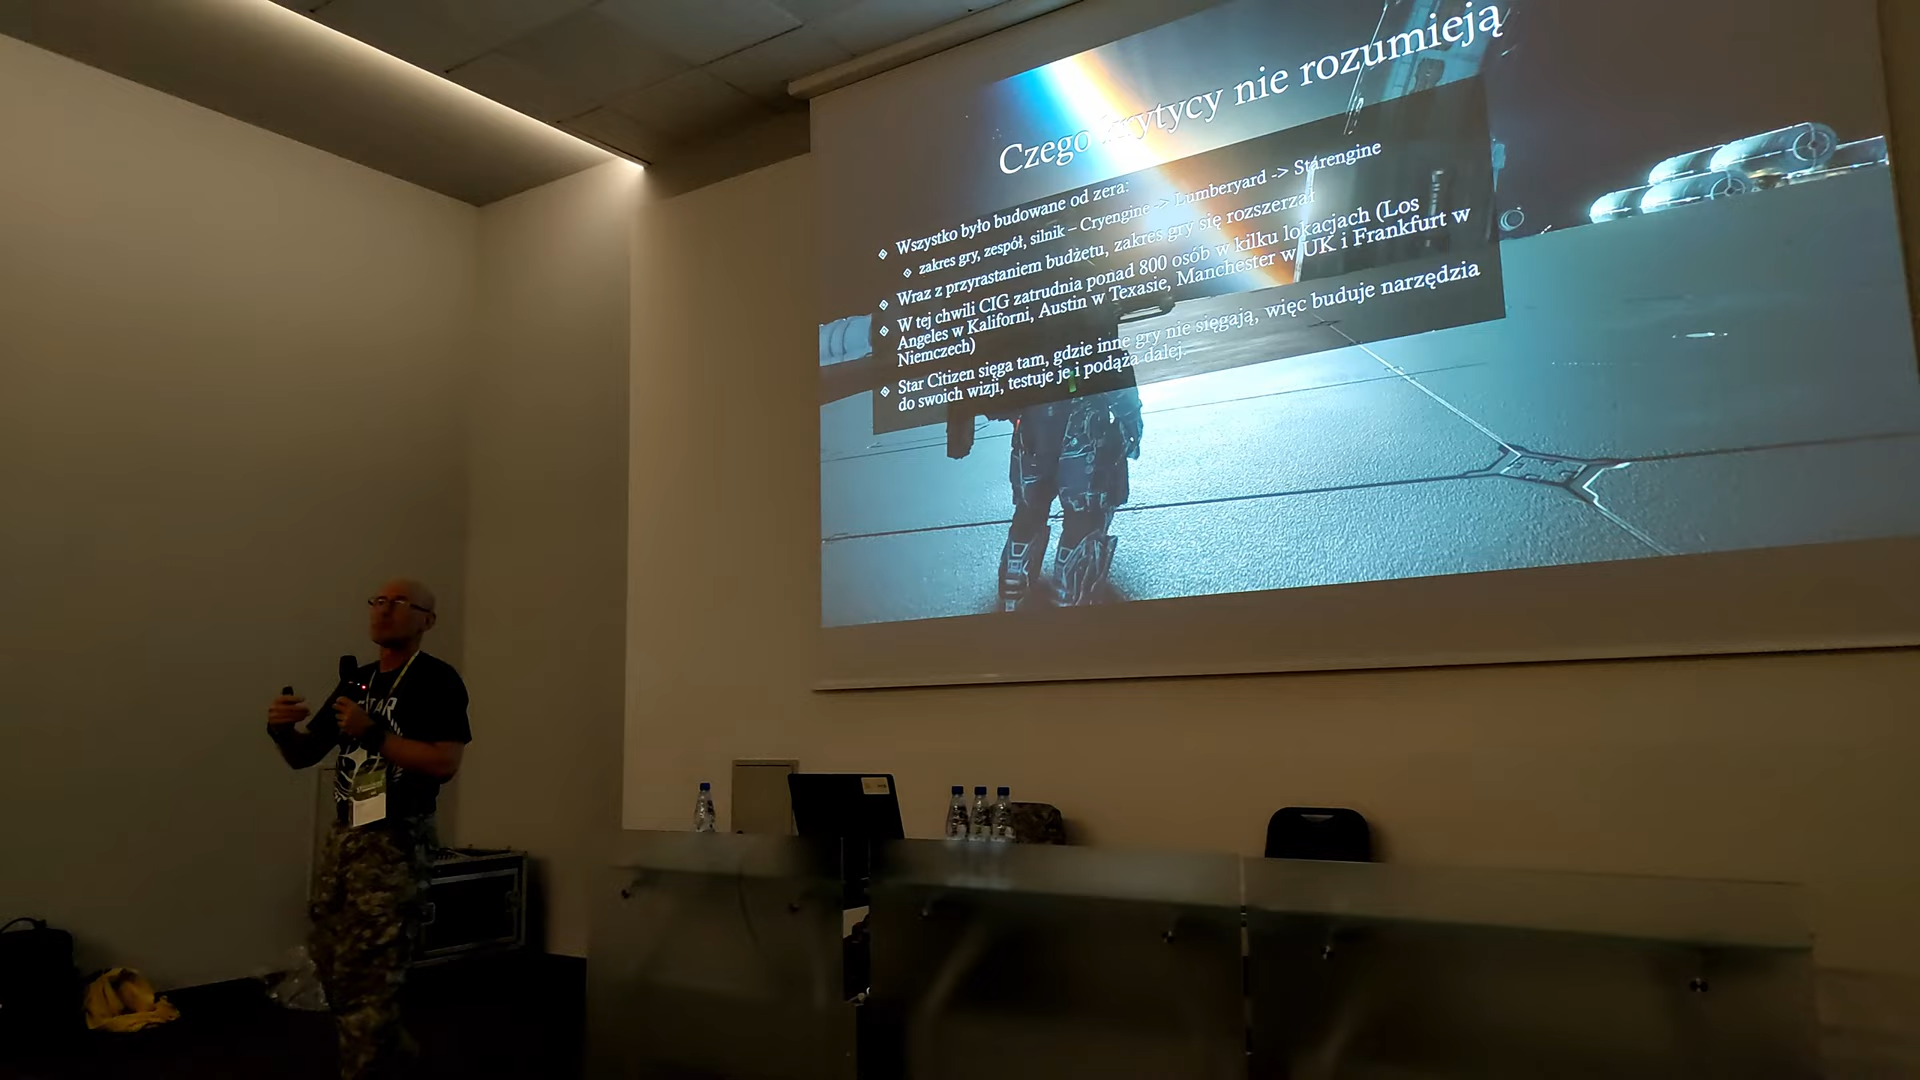 Czego krytycy nie rozumieją
Wszystko było budowane od zera:
zakres gry, zespół, silnik – Cryengine -> Lumberyard -> Starengine
Wraz z przyrastaniem budżetu, zakres gry się rozszerzał
W tej chwili CIG zatrudnia ponad 800 osób w kilku lokacjach (Los
Angeles w Kaliforni, Austin w Texasie, Manchester w UK i Frankfurt w
Niemczech)
Star Citizen sięga tam, gdzie inne gry nie sięgają, więc buduje narzędzia
do swoich wizji, testuje je i podąża dalej.
STAR